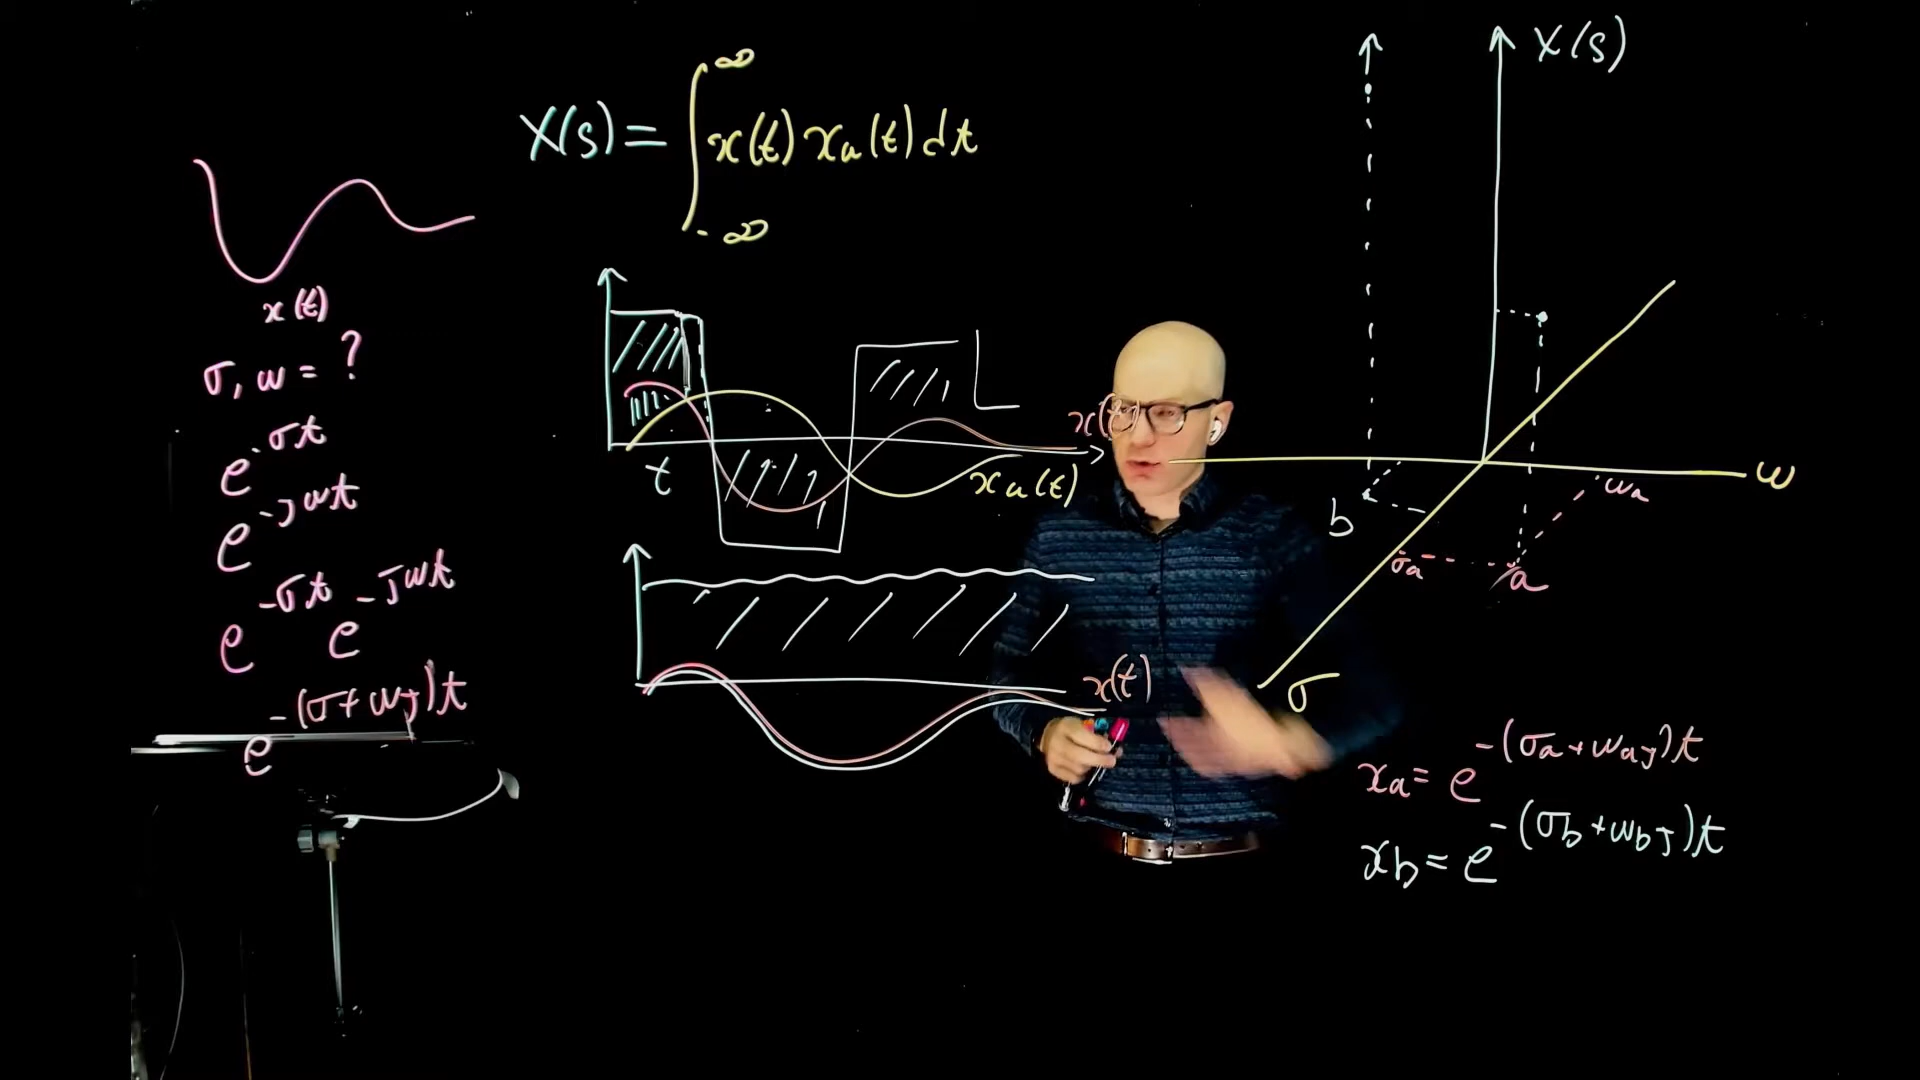 X(s) = ∫_{-∞}^{∞} x(t) x_a(t) dt
x(t)
σ, ω = ?
e^{-σt}
e^{-jωt}
e^{-σt} e^{-jωt}
e^{-(σ+ωj)t}
t
x(t)
x_a(t)
x(t)
X(s)
ω
ω_a
b
σ_a
a
σ
x_a = e^{-(σ_a+ω_a j)t}
x_b = e^{-(σ_b+ω_b j)t}